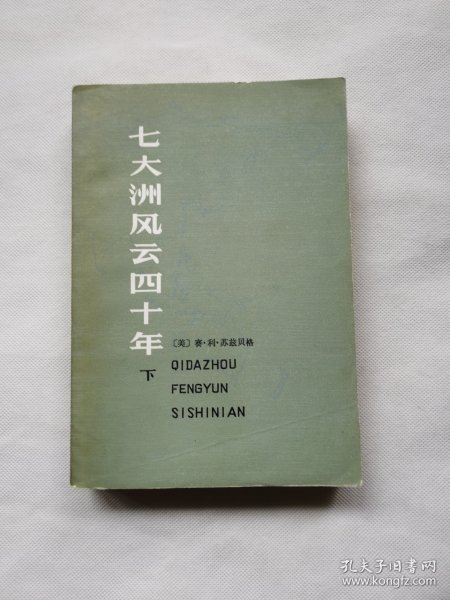 七大洲风云四十年
下
〔美〕赛·利·苏兹贝格
QIDAZHOU
FENGYUN
SISHINIAN
孔夫子旧书网
www.kongfz.com